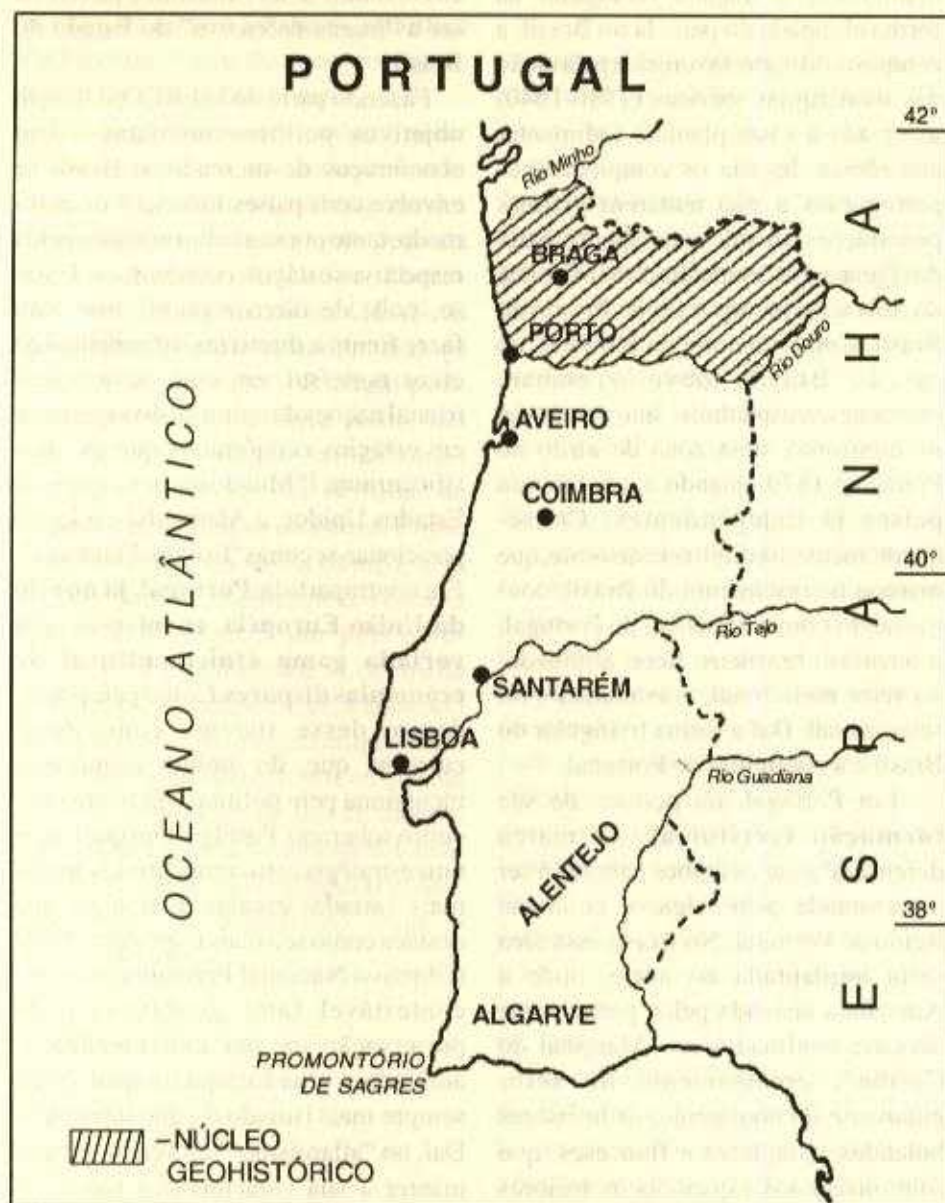 PORTUGAL
42°
Rio Minho
BRAGA
PORTO
Rio Douro
AVEIRO
COIMBRA
40°
Rio Tejo
SANTARÉM
LISBOA
Rio Guadiana
ALENTEJO
38°
ALGARVE
PROMONTÓRIO
DE SAGRES
OCEANO ATLÂNTICO
ESPANHA
–NÚCLEO
GEOHISTÓRICO